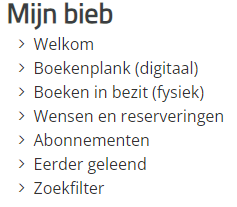 Mijn bieb
Welkom
Boekenplank (digitaal)
Boeken in bezit (fysiek)
Wensen en reserveringen
Abonnementen
Eerder geleend
Zoekfilter